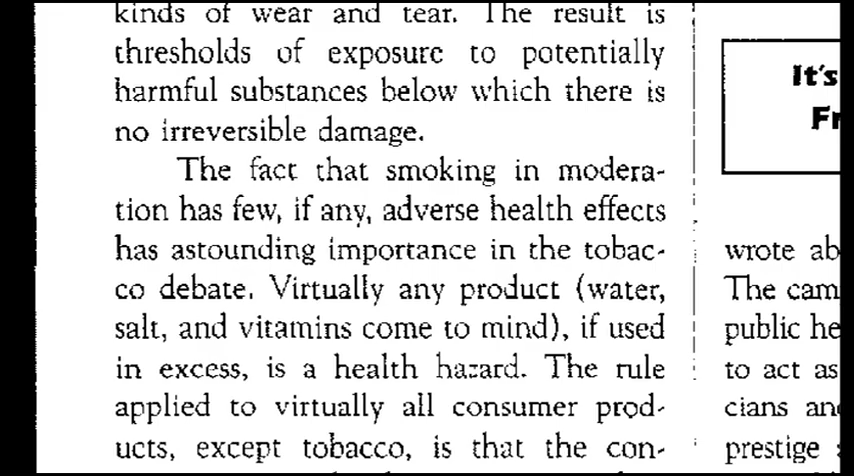 kinds of wear and tear. The result is
thresholds of exposure to potentially
harmful substances below which there is
no irreversible damage.
The fact that smoking in modera-
tion has few, if any, adverse health effects
has astounding importance in the tobac-
co debate. Virtually any product (water,
salt, and vitamins come to mind), if used
in excess, is a health hazard. The rule
applied to virtually all consumer prod-
ucts, except tobacco, is that the con-
It's
wrote
The
public
to act as
prestige